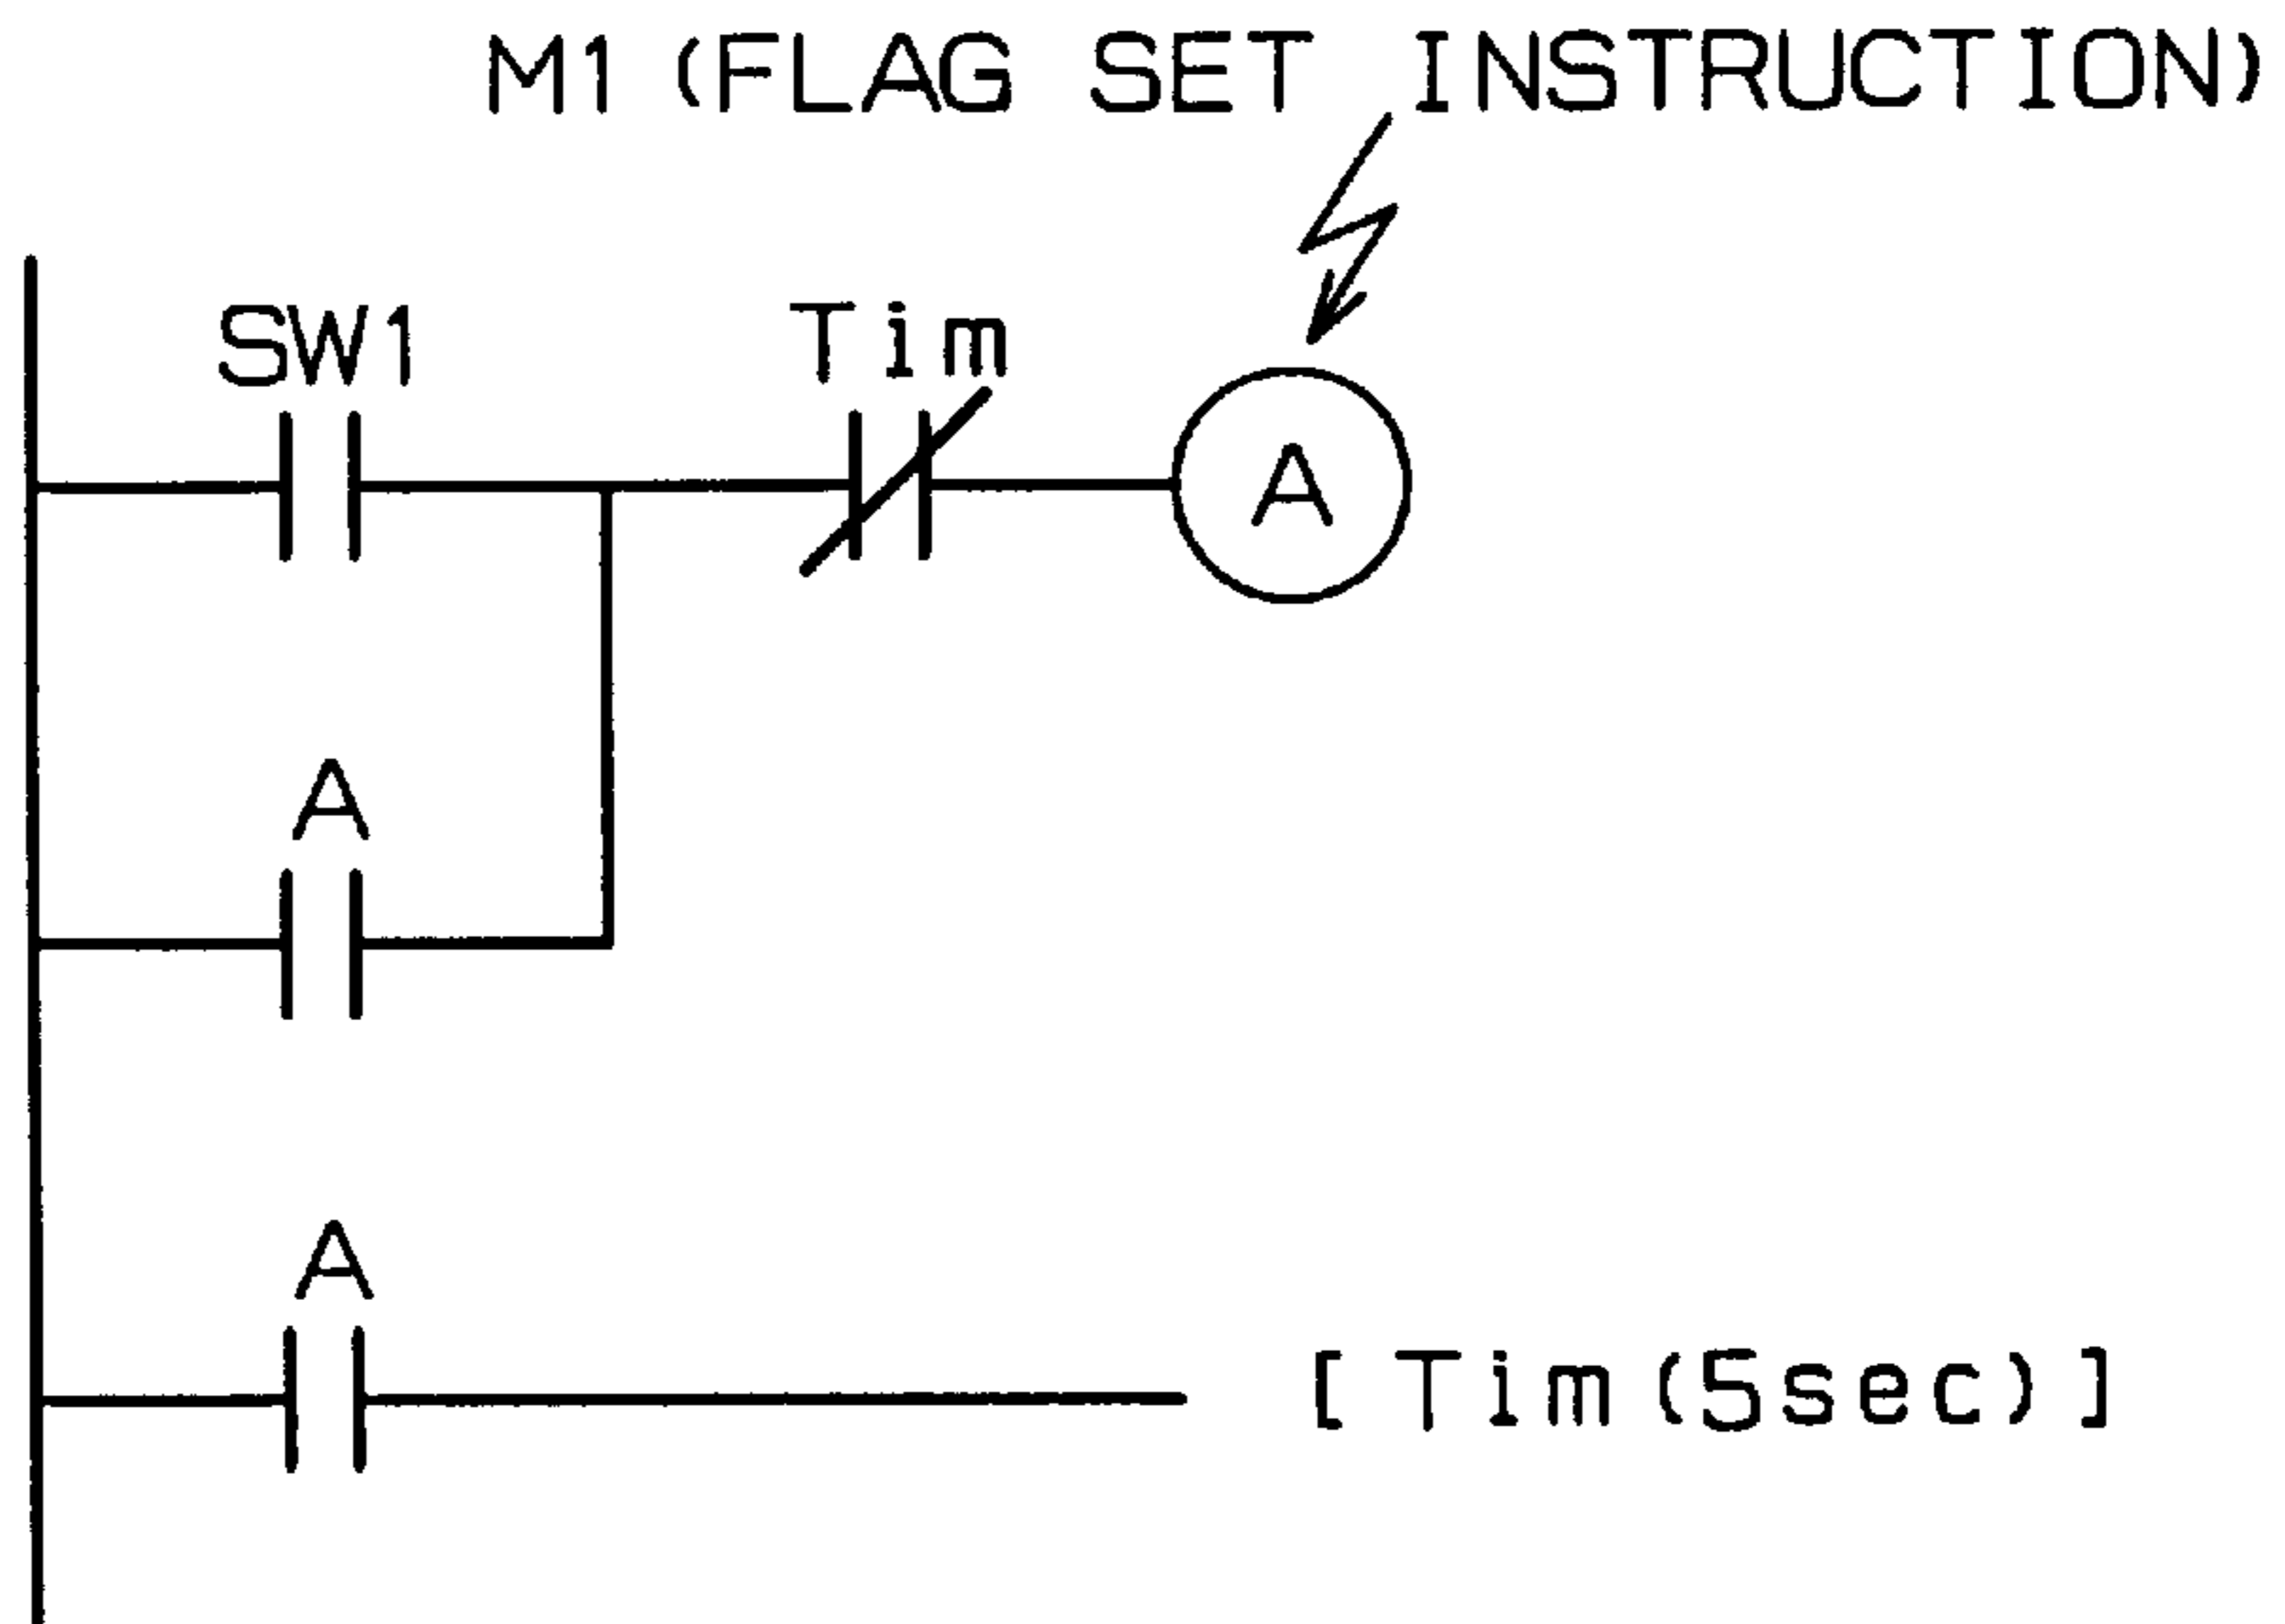 M1 (FLAG SET INSTRUCTION)
SW1 Tim
A
A
A
[Tim(5sec)]